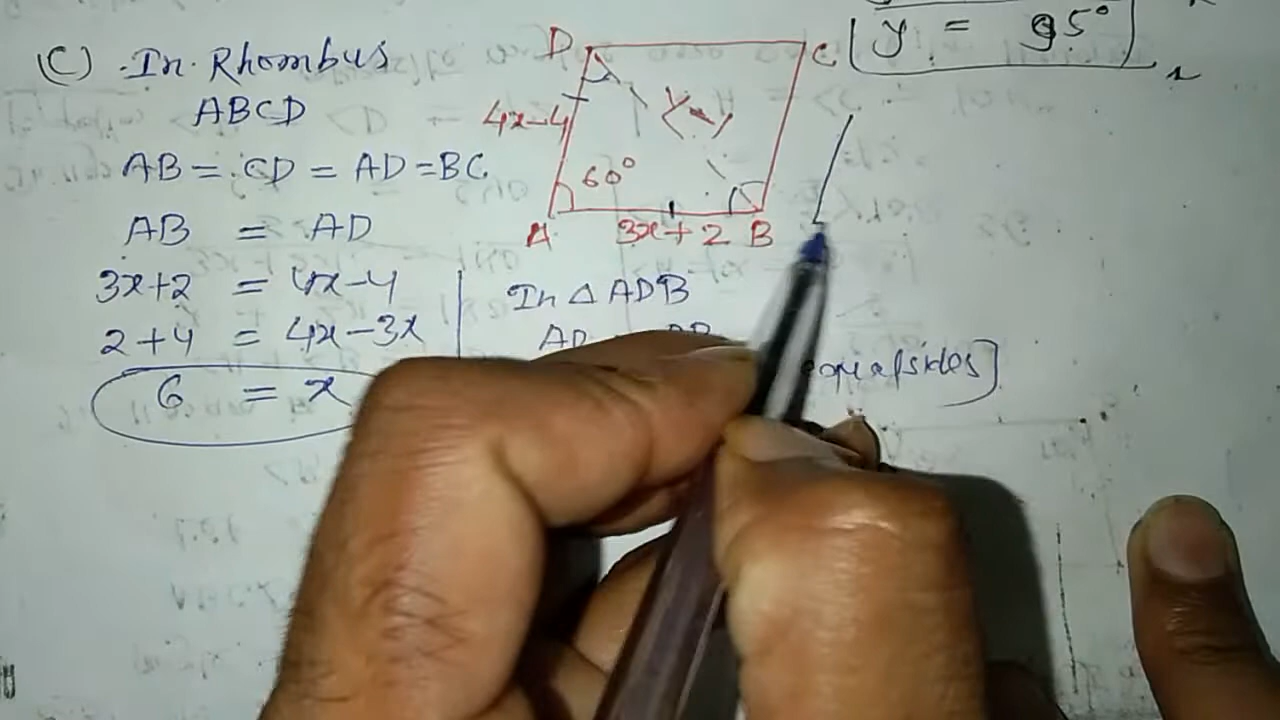 y = 95°
(C) In Rhombus
ABCD
AB = CD = AD = BC
AB = AD
3x+2 = 4x-4
2+4 = 4x-3x
6 = x
D
C
4x-4
60°
A
3x+2
B
In △ ADB